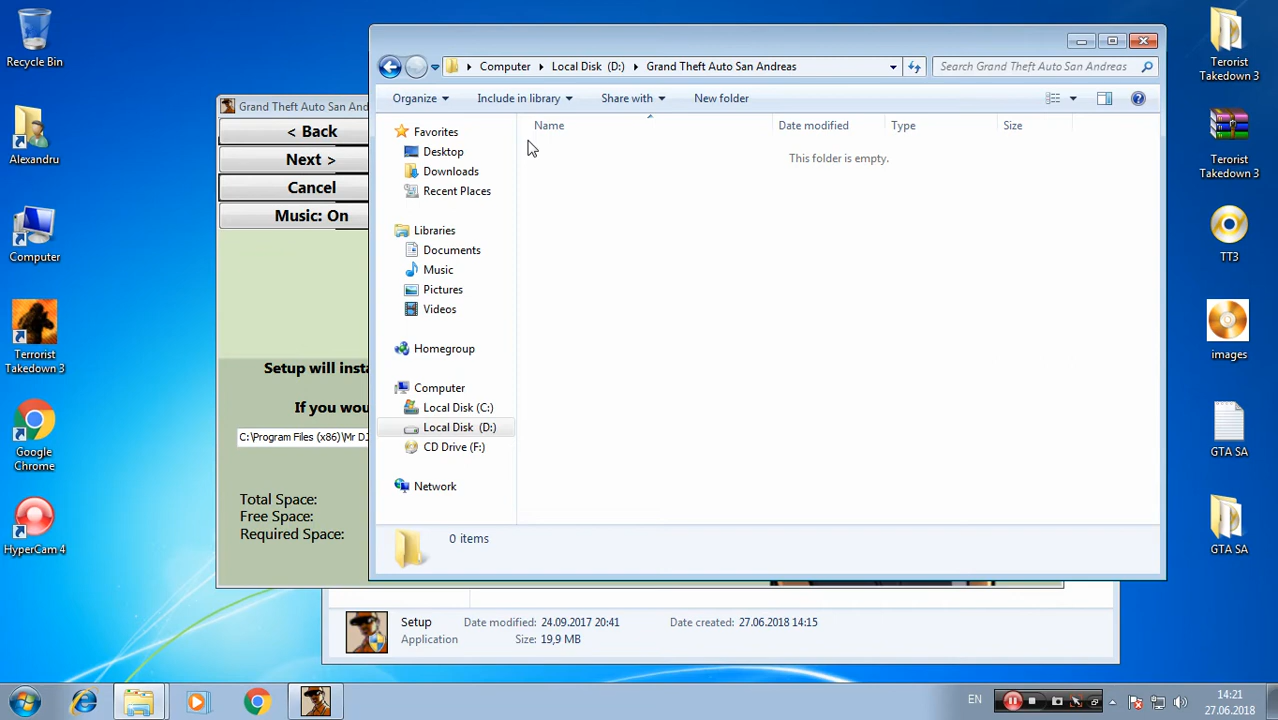 Recycle Bin
Alexandru
Computer
Terrorist
Takedown 3
Google
Chrome
HyperCam 4
Terorist
Takedown 3
Terorist
Takedown 3
TT3
images
GTA SA
GTA SA
Grand Theft Auto San And
< Back
Next >
Cancel
Music: On
Setup will insta
If you wou
C:\Program Files (x86)\Mr DJ
Total Space:
Free Space:
Required Space:
Computer
Local Disk (D:)
Grand Theft Auto San Andreas
Search Grand Theft Auto San Andreas
Organize
Include in library
Share with
New folder
Name
Date modified
Type
Size
This folder is empty.
Favorites
Desktop
Downloads
Recent Places
Libraries
Documents
Music
Pictures
Videos
Homegroup
Computer
Local Disk (C:)
Local Disk (D:)
CD Drive (F:)
Network
0 items
Setup
Date modified: 24.09.2017 20:41
Date created: 27.06.2018 14:15
Application
Size: 19,9 MB
EN
14:21
27.06.2018